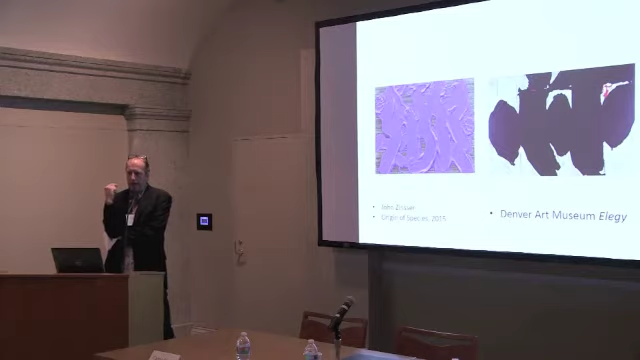 • John Zinsser
• Origin of Species, 2015
• Denver Art Museum Elegy